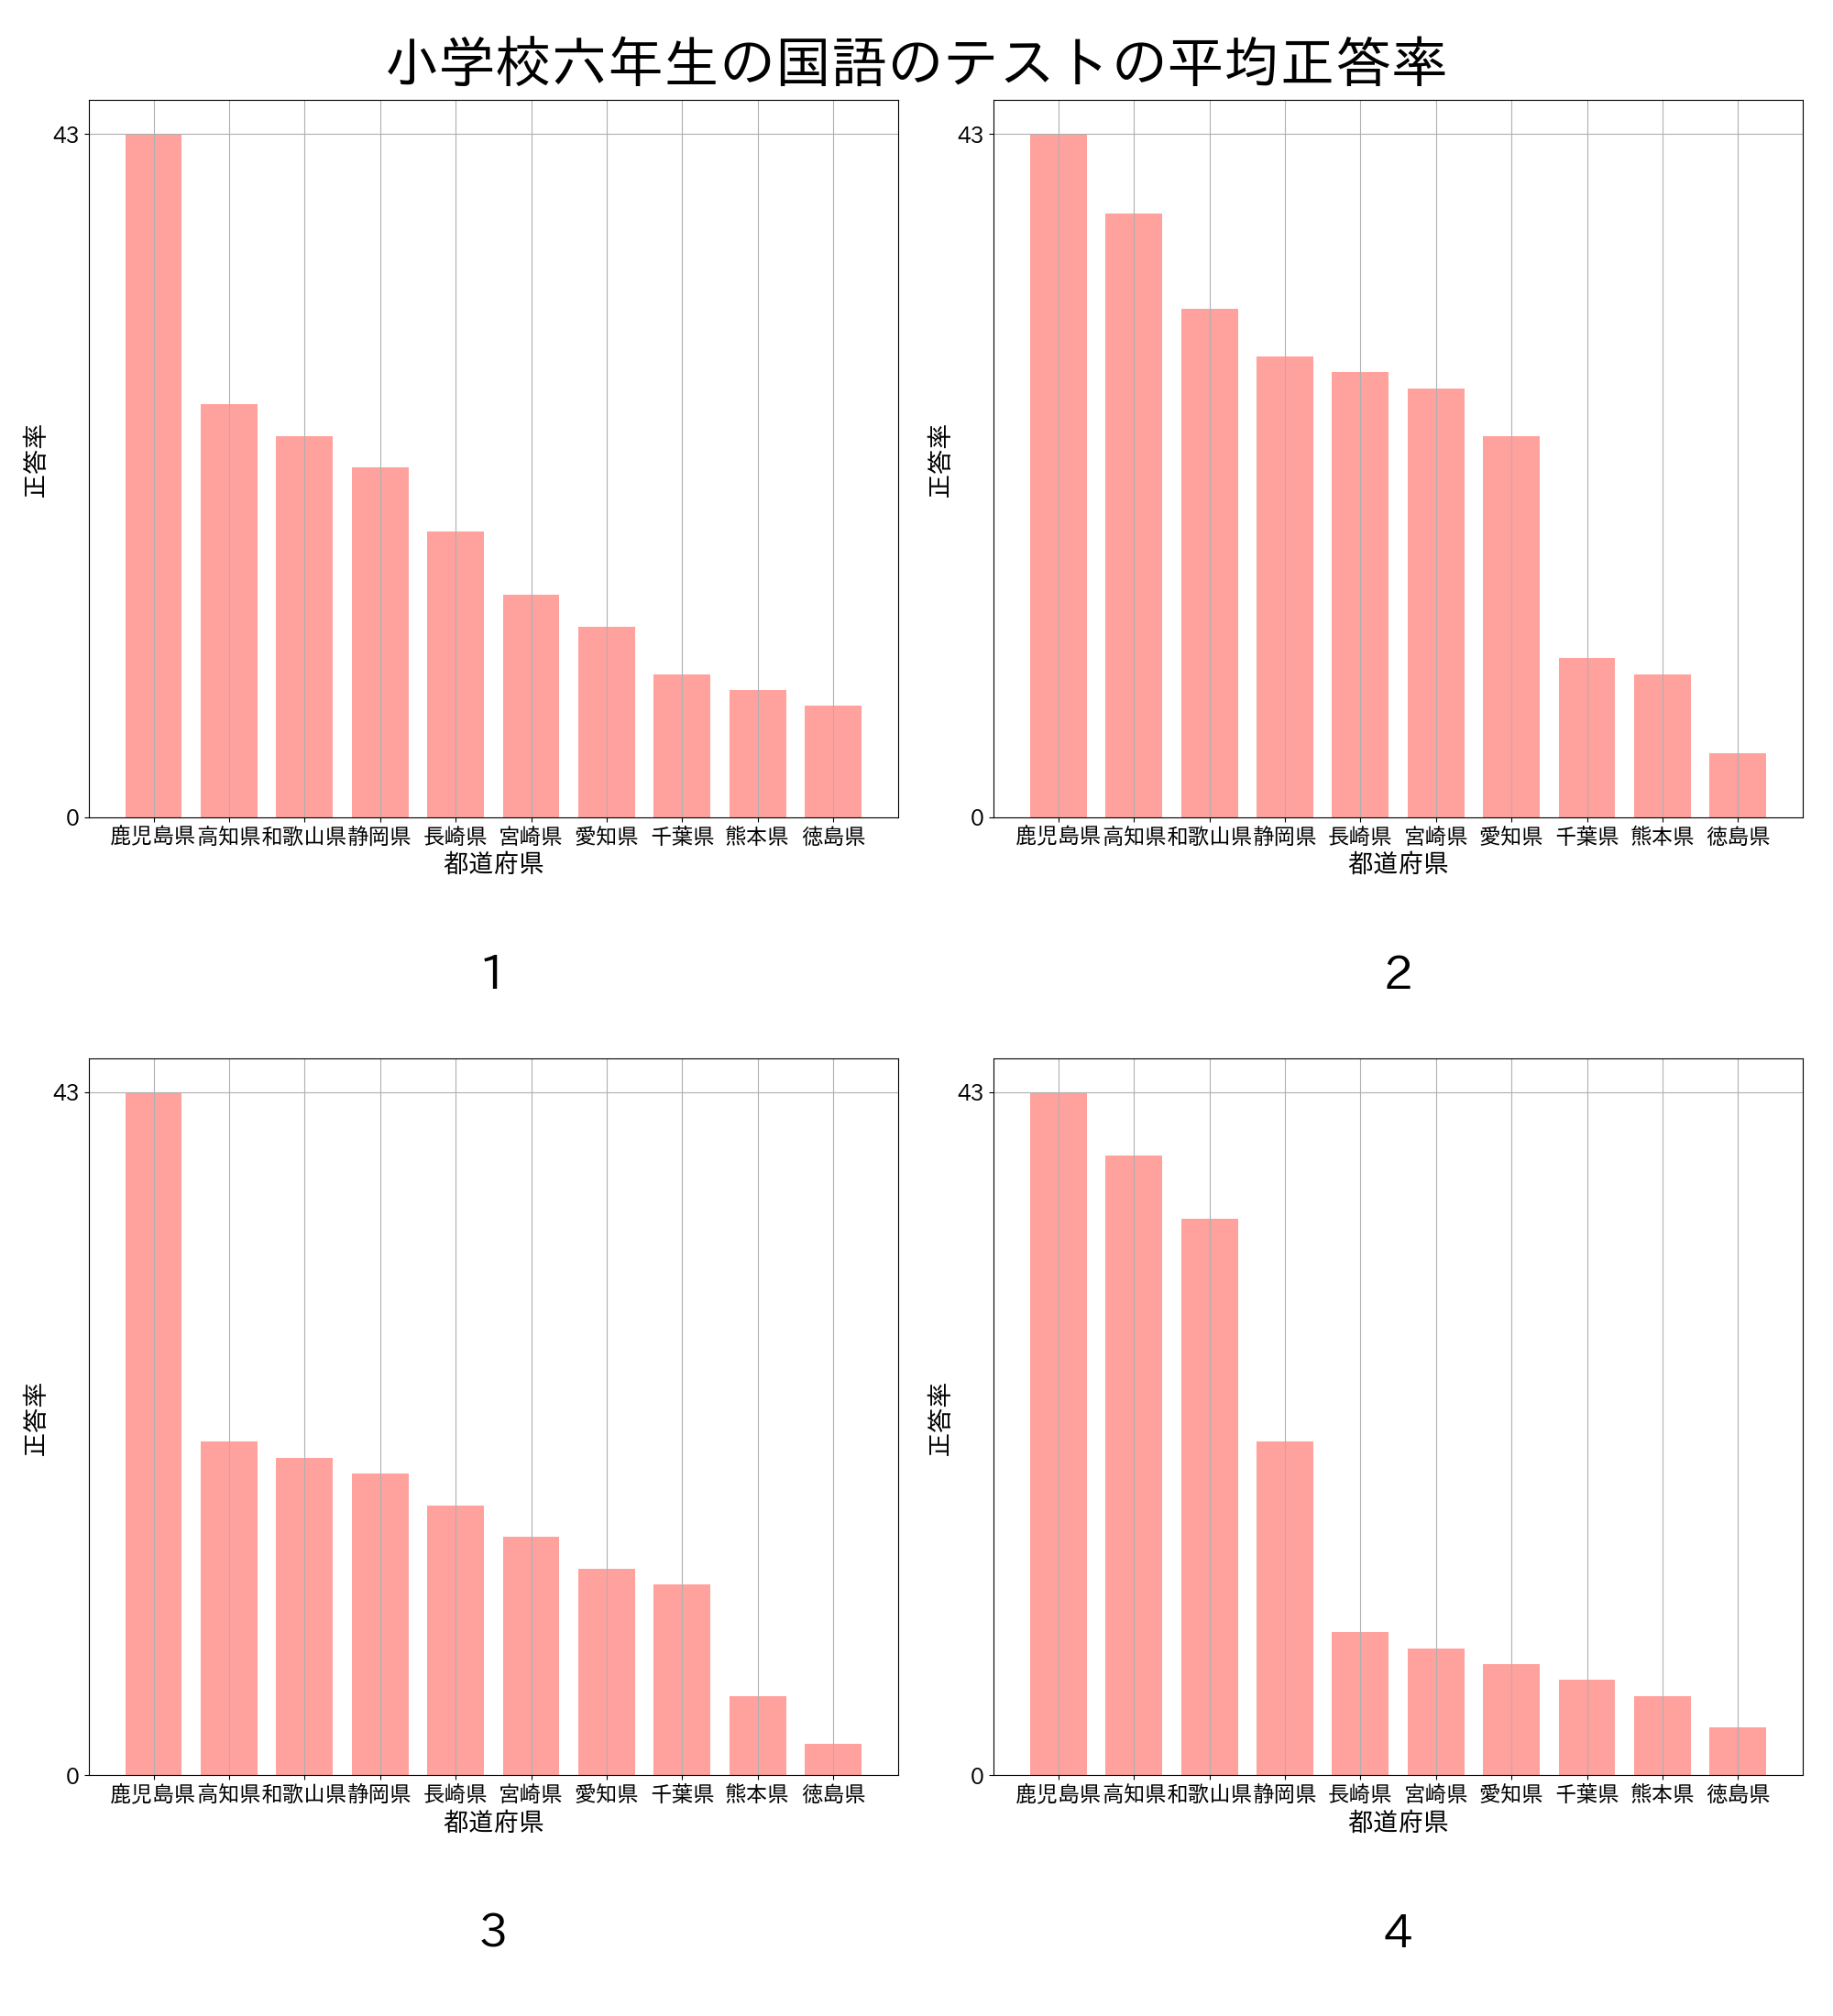 小学校六年生の国語のテストの平均正答率
43
0
正答率
鹿児島県 高知県 和歌山県 静岡県 長崎県 宮崎県 愛知県 千葉県 熊本県 徳島県
都道府県
1
43
0
正答率
鹿児島県 高知県 和歌山県 静岡県 長崎県 宮崎県 愛知県 千葉県 熊本県 徳島県
都道府県
2
43
0
正答率
鹿児島県 高知県 和歌山県 静岡県 長崎県 宮崎県 愛知県 千葉県 熊本県 徳島県
都道府県
3
43
0
正答率
鹿児島県 高知県 和歌山県 静岡県 長崎県 宮崎県 愛知県 千葉県 熊本県 徳島県
都道府県
4